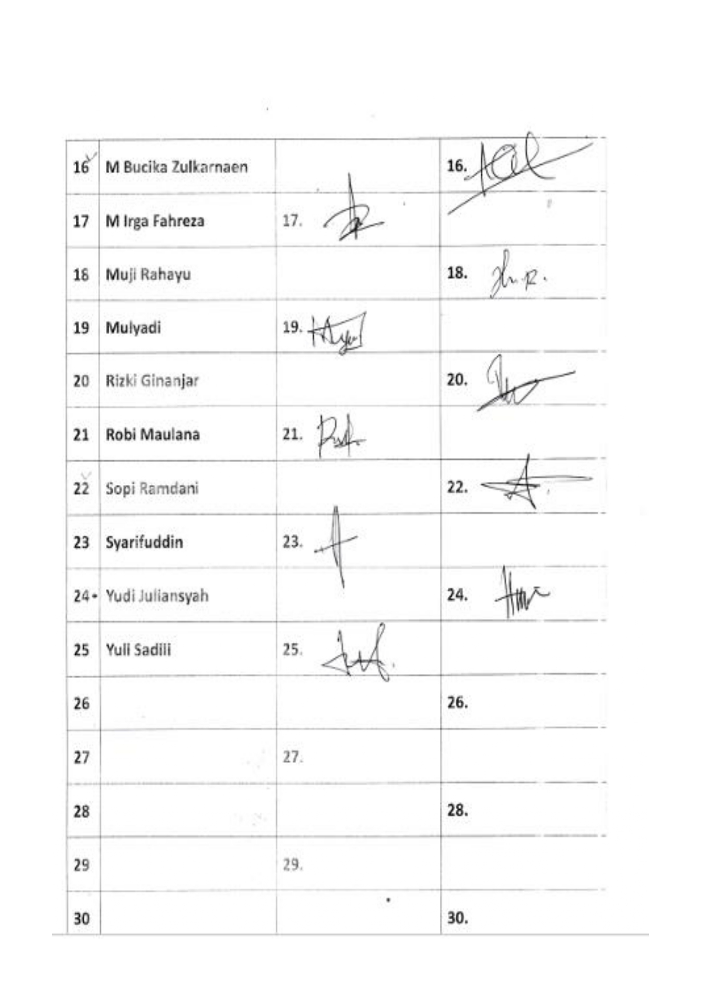 16 M Bucika Zulkarnaen 16.
17 M Irga Fahreza 17.
18 Muji Rahayu 18.
19 Mulyadi 19.
20 Rizki Ginanjar 20.
21 Robi Maulana 21.
22 Sopi Ramdani 22.
23 Syarifuddin 23.
24 Yudi Juliansyah 24.
25 Yuli Sadili 25.
26 26.
27 27.
28 28.
29 29.
30 30.